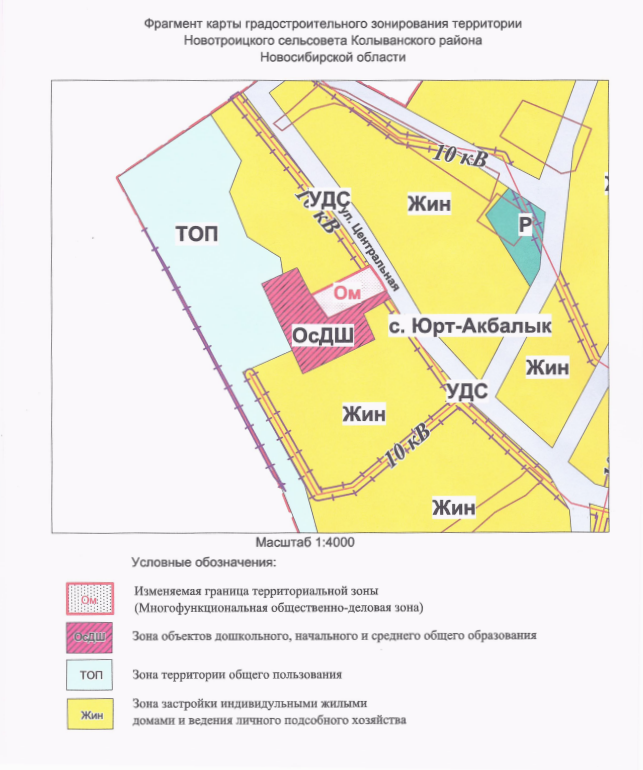 Фрагмент карты градостроительного зонирования территории
Новотроицкого сельсовета Колыванского района
Новосибирской области
10 кВ
УДС
10 кВ
Жин
ул. Центральная
Р
ТОП
Ом
с. Юрт-Акбалык
ОсДШ
Жин
УДС
Жин
10 кВ
Жин
Масштаб 1:4000
Условные обозначения:
Ом
Изменяемая граница территориальной зоны
(Многофункциональная общественно-деловая зона)
ОсДШ
Зона объектов дошкольного, начального и среднего общего образования
ТОП
Зона территории общего пользования
Жин
Зона застройки индивидульными жилыми
домами и ведения личного подсобного хозяйства